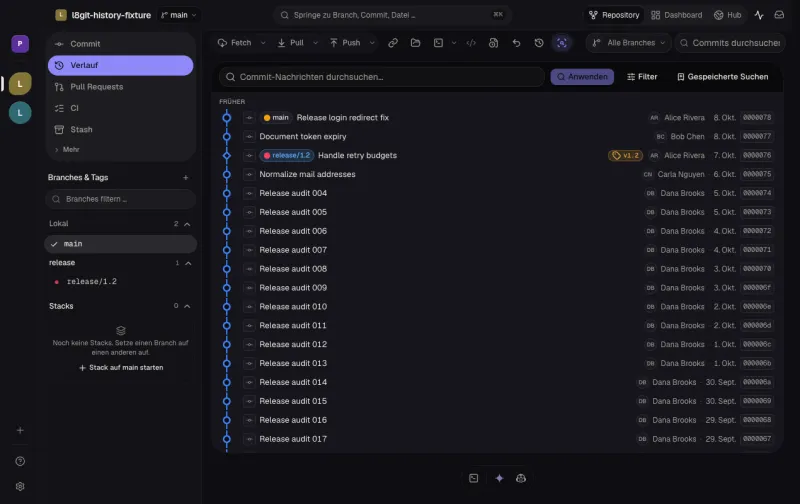 L l8git-history-fixture main
Springe zu Branch, Commit, Datei ... ⌘K
Repository Dashboard Hub
P
L
L
Commit
Verlauf
Pull Requests
CI
Stash
Mehr
Branches & Tags +
Branches filtern ...
Lokal 2
main
release 1
release/1.2
Stacks 0
Noch keine Stacks. Setze einen Branch auf
einen anderen auf.
+ Stack auf main starten
Fetch Pull Push
Alle Branches Commits durchsuchen
Commit-Nachrichten durchsuchen... Anwenden Filter Gespeicherte Suchen
FRÜHER
main Release login redirect fix AR Alice Rivera · 8. Okt. 0000078
Document token expiry BC Bob Chen · 8. Okt. 0000077
release/1.2 Handle retry budgets v1.2 AR Alice Rivera · 7. Okt. 0000076
Normalize mail addresses CN Carla Nguyen · 6. Okt. 0000075
Release audit 004 DB Dana Brooks · 5. Okt. 0000074
Release audit 005 DB Dana Brooks · 5. Okt. 0000073
Release audit 006 DB Dana Brooks · 4. Okt. 0000072
Release audit 007 DB Dana Brooks · 4. Okt. 0000071
Release audit 008 DB Dana Brooks · 3. Okt. 0000070
Release audit 009 DB Dana Brooks · 3. Okt. 000006f
Release audit 010 DB Dana Brooks · 2. Okt. 000006e
Release audit 011 DB Dana Brooks · 2. Okt. 000006d
Release audit 012 DB Dana Brooks · 1. Okt. 000006c
Release audit 013 DB Dana Brooks · 1. Okt. 000006b
Release audit 014 DB Dana Brooks · 30. Sept. 000006a
Release audit 015 DB Dana Brooks · 30. Sept. 0000069
Release audit 016 DB Dana Brooks · 29. Sept. 0000068
Release audit 017 DB Dana Brooks · 29. Sept. 0000067